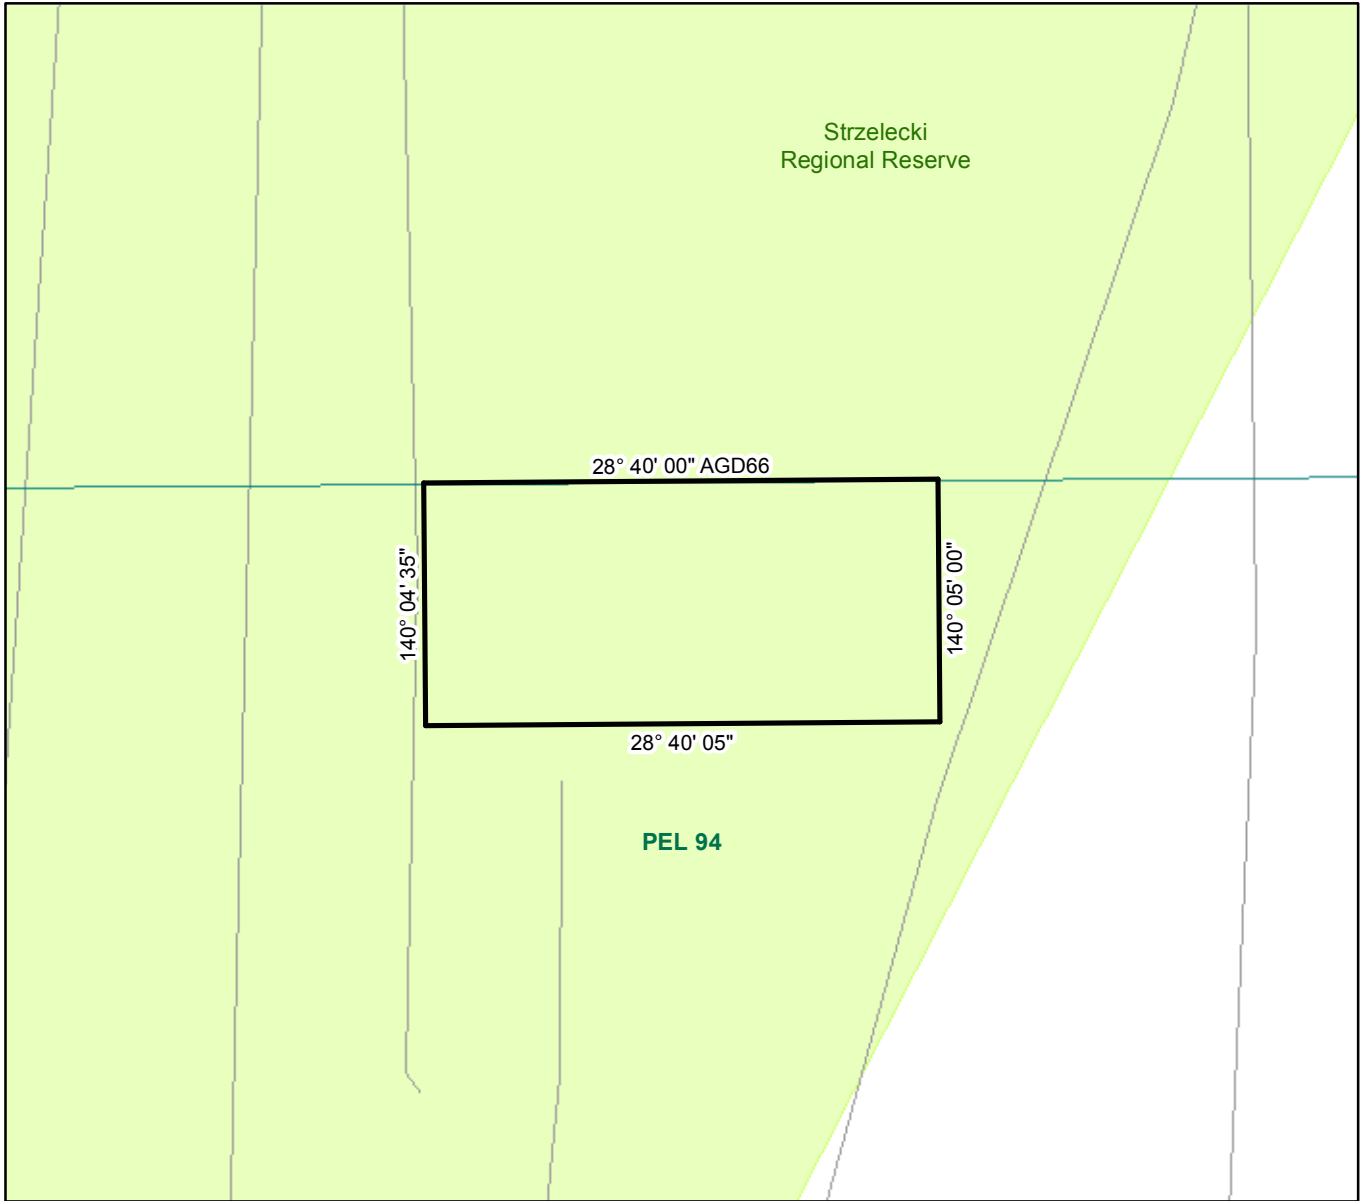 Strzelecki
Regional Reserve
28° 40' 00" AGD66
140° 04' 35"
140° 05' 00"
28° 40' 05"
PEL 94